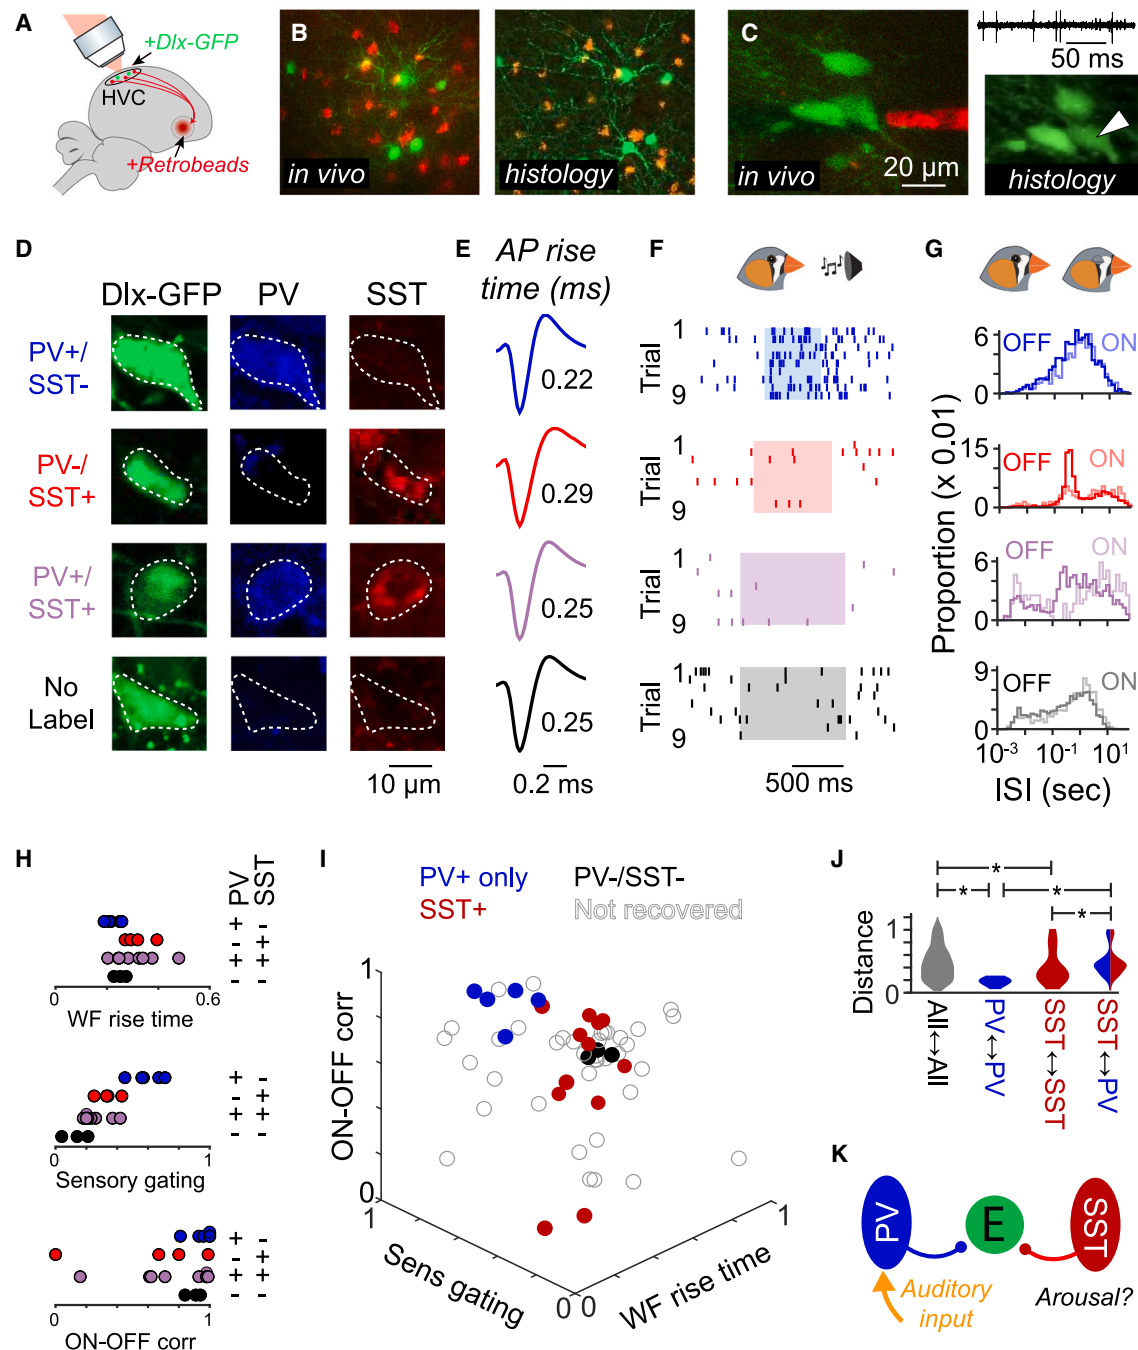 A
+Dlx-GFP
HVC
+Retrobeads
B
in vivo
histology
C
in vivo
20 µm
50 ms
histology
D
Dlx-GFP PV SST
PV+/
SST-
PV-/
SST+
PV+/
SST+
No
Label
10 µm
E
AP rise
time (ms)
0.22
0.29
0.25
0.25
0.2 ms
F
1
Trial
9
1
Trial
9
1
Trial
9
1
Trial
9
500 ms
G
Proportion (x 0.01)
6
0
OFF ON
15
0
OFF ON
6
0
OFF ON
9
0
OFF ON
10-3 10-1 101
ISI (sec)
H
PV SST
+ -
- +
+ +
- -
0 0.6
WF rise time
+ -
- +
+ +
- -
0 1
Sensory gating
+ -
- +
+ +
- -
0 1
ON-OFF corr
I
PV+ only PV-/SST-
SST+ Not recovered
1
ON-OFF corr
0
1
Sens gating
0 0
WF rise time
1
J
*
* *
*
Distance
1
0
All↔All
PV↔PV
SST↔SST
SST↔PV
K
PV
E
SST
Auditory
input
Arousal?